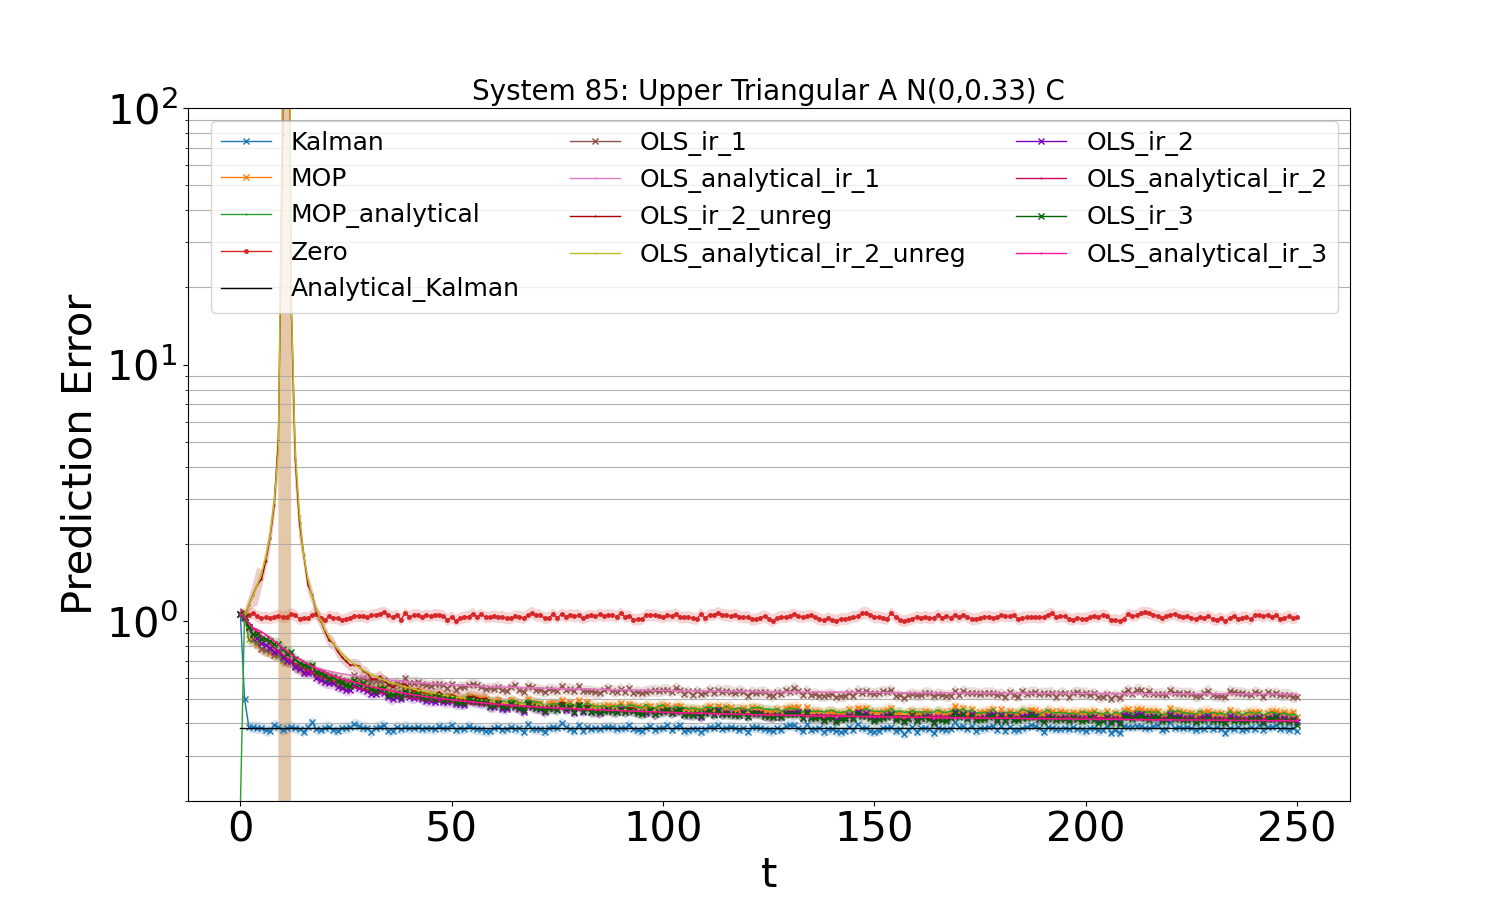 System 85: Upper Triangular A N(0,0.33) C
Kalman
MOP
MOP_analytical
Zero
Analytical_Kalman
OLS_ir_1
OLS_analytical_ir_1
OLS_ir_2_unreg
OLS_analytical_ir_2_unreg
OLS_ir_2
OLS_analytical_ir_2
OLS_ir_3
OLS_analytical_ir_3
Prediction Error
10²
10¹
10⁰
0 50 100 150 200 250
t